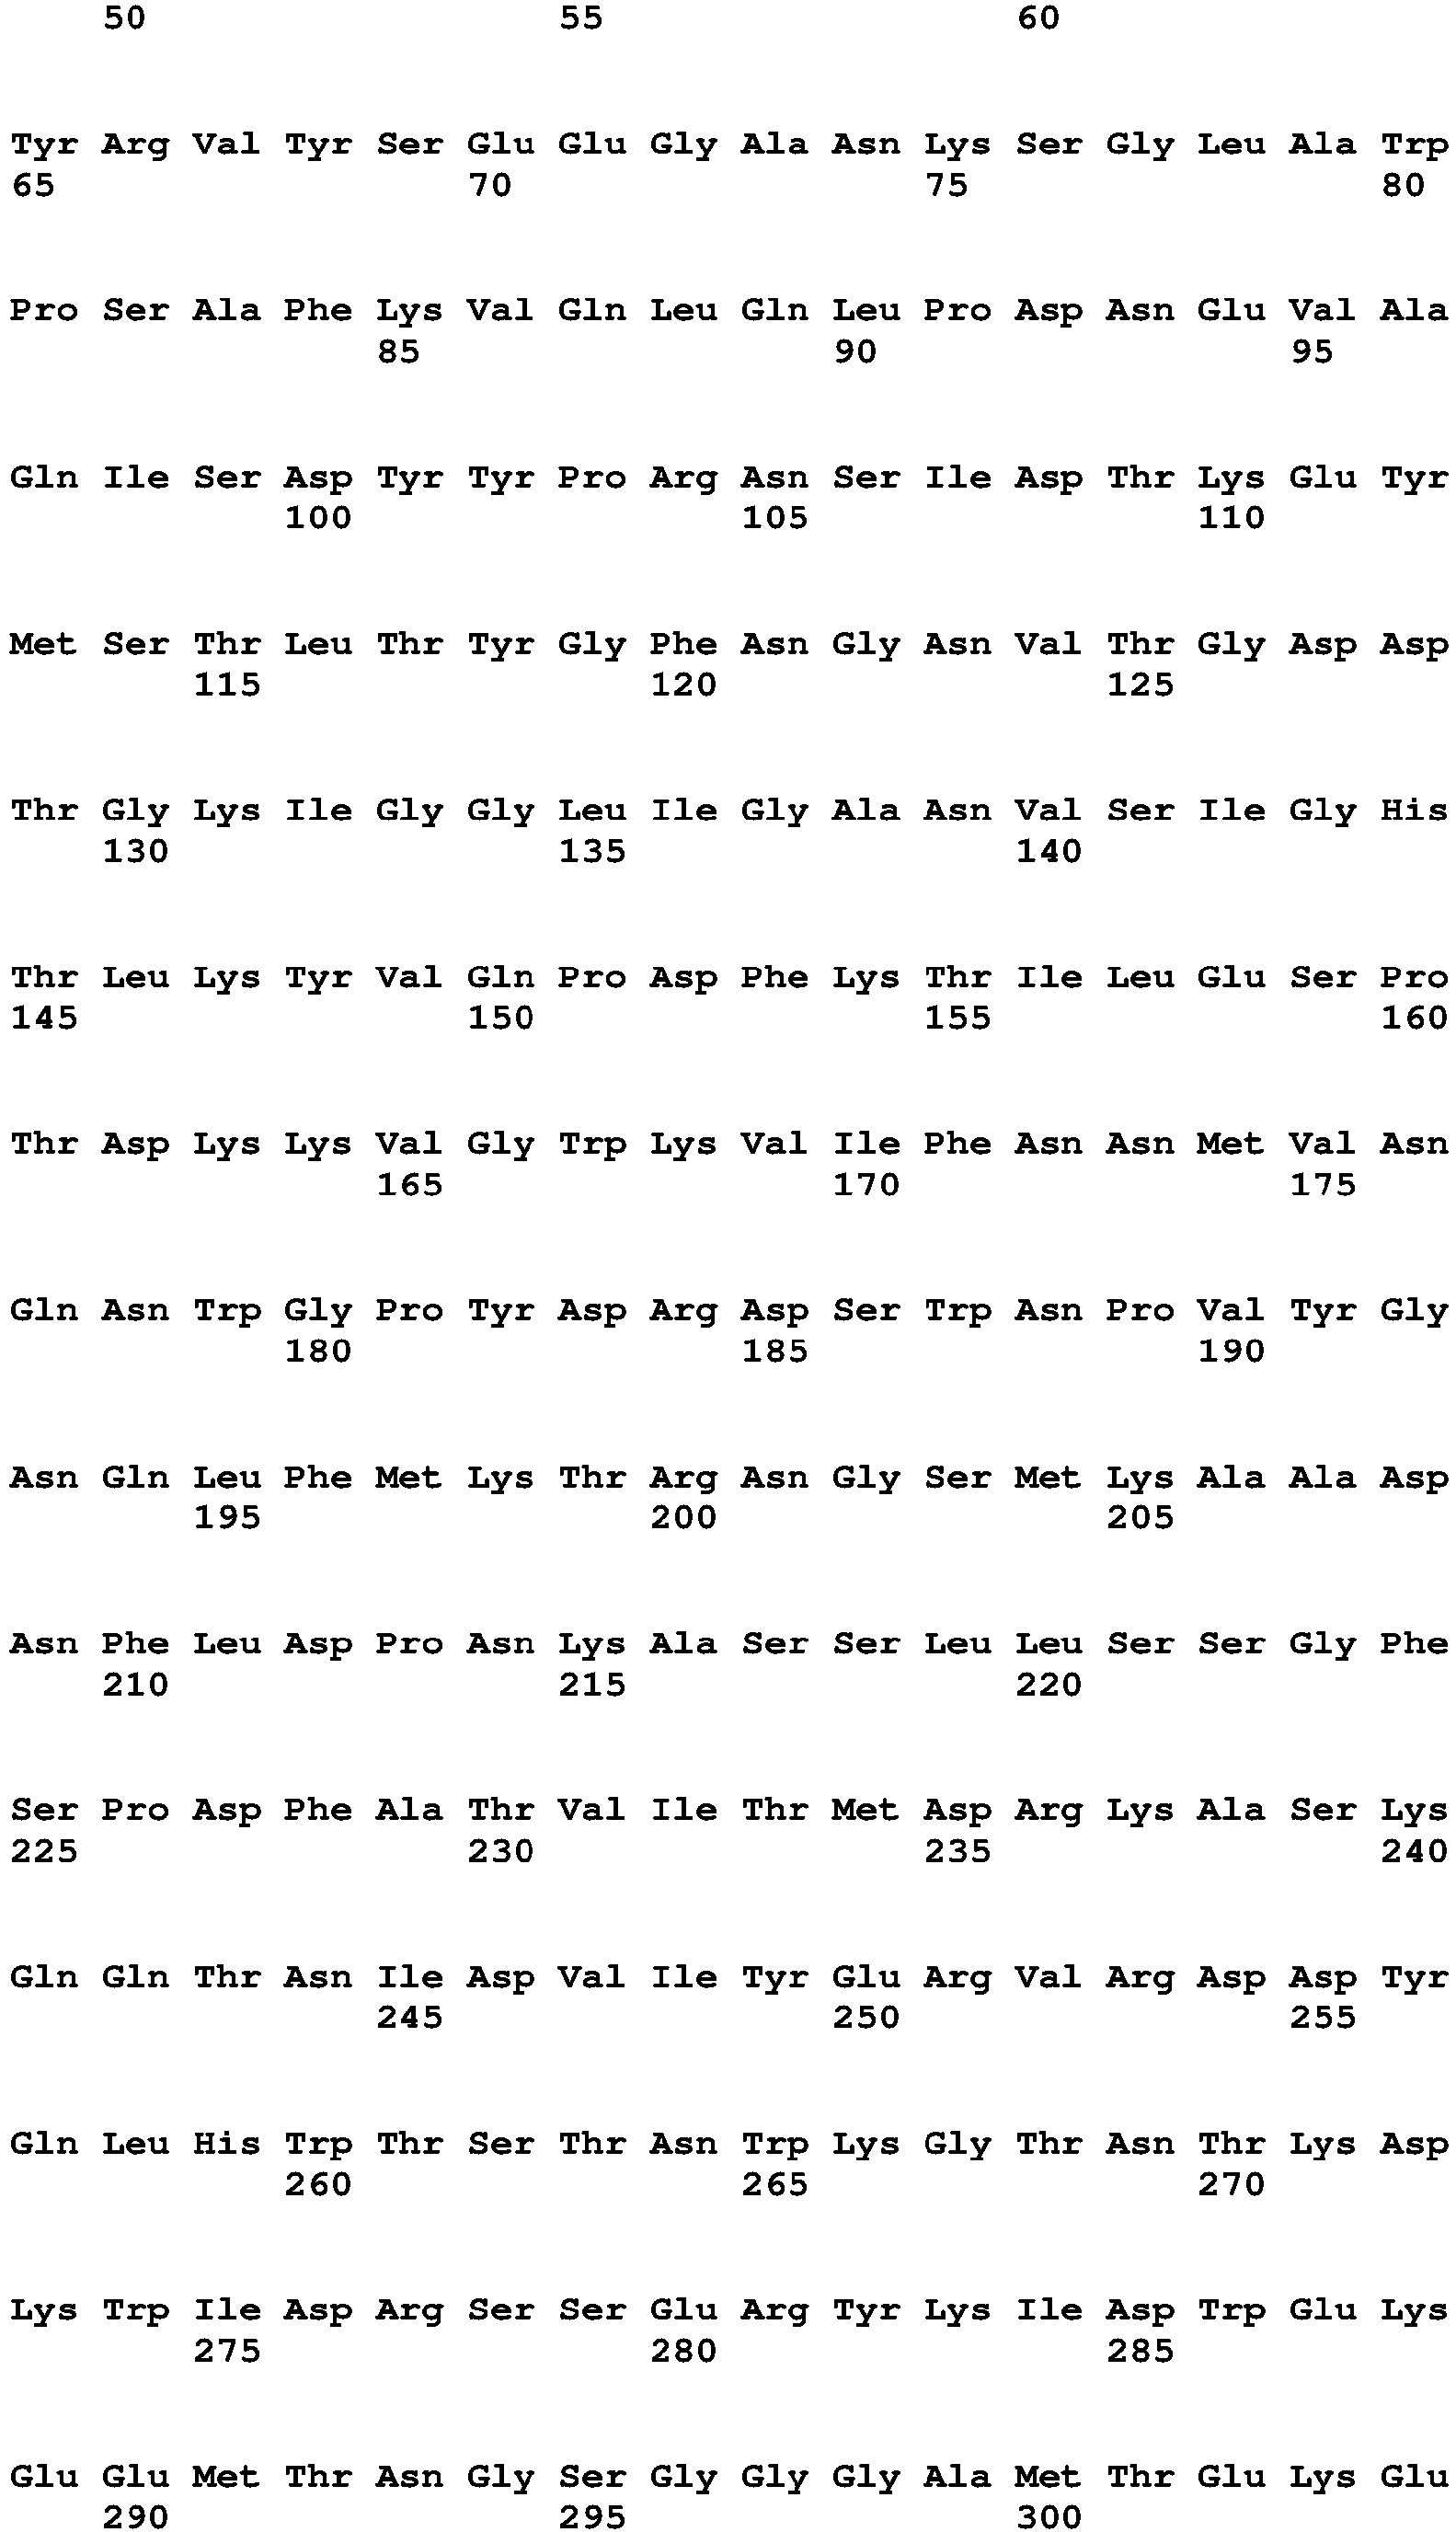 50 55 60
Tyr Arg Val Tyr Ser Glu Glu Gly Ala Asn Lys Ser Gly Leu Ala Trp
65 70 75 80
Pro Ser Ala Phe Lys Val Gln Leu Gln Leu Pro Asp Asn Glu Val Ala
85 90 95
Gln Ile Ser Asp Tyr Tyr Pro Arg Asn Ser Ile Asp Thr Lys Glu Tyr
100 105 110
Met Ser Thr Leu Thr Tyr Gly Phe Asn Gly Asn Val Thr Gly Asp Asp
115 120 125
Thr Gly Lys Ile Gly Gly Leu Ile Gly Ala Asn Val Ser Ile Gly His
130 135 140
Thr Leu Lys Tyr Val Gln Pro Asp Phe Lys Thr Ile Leu Glu Ser Pro
145 150 155 160
Thr Asp Lys Lys Val Gly Trp Lys Val Ile Phe Asn Asn Met Val Asn
165 170 175
Gln Asn Trp Gly Pro Tyr Asp Arg Asp Ser Trp Asn Pro Val Tyr Gly
180 185 190
Asn Gln Leu Phe Met Lys Thr Arg Asn Gly Ser Met Lys Ala Ala Asp
195 200 205
Asn Phe Leu Asp Pro Asn Lys Ala Ser Ser Leu Leu Ser Ser Gly Phe
210 215 220
Ser Pro Asp Phe Ala Thr Val Ile Thr Met Asp Arg Lys Ala Ser Lys
225 230 235 240
Gln Gln Thr Asn Ile Asp Val Ile Tyr Glu Arg Val Arg Asp Asp Tyr
245 250 255
Gln Leu His Trp Thr Ser Thr Asn Trp Lys Gly Thr Asn Thr Lys Asp
260 265 270
Lys Trp Ile Asp Arg Ser Ser Glu Arg Tyr Lys Ile Asp Trp Glu Lys
275 280 285
Glu Glu Met Thr Asn Gly Ser Gly Gly Gly Ala Met Thr Glu Lys Glu
290 295 300